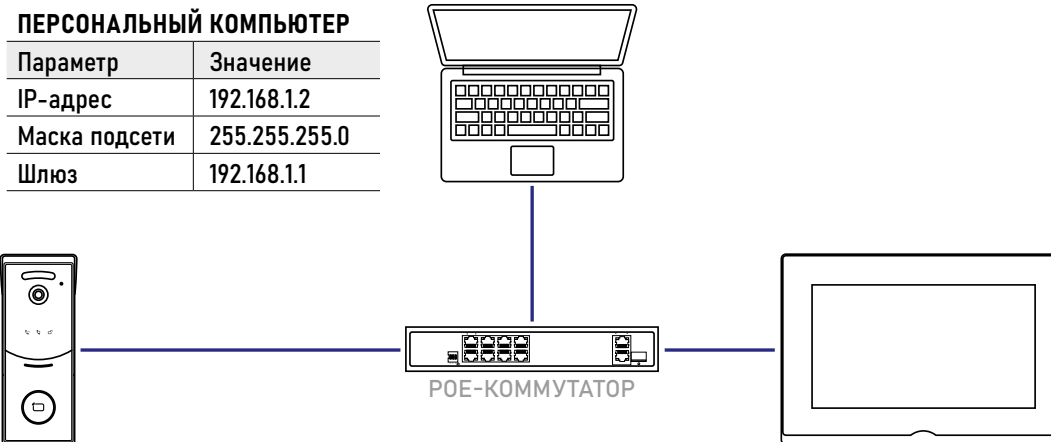 ПЕРСОНАЛЬНЫЙ КОМПЬЮТЕР
Параметр Значение
IP-адрес 192.168.1.2
Маска подсети 255.255.255.0
Шлюз 192.168.1.1
POE-КОММУТАТОР